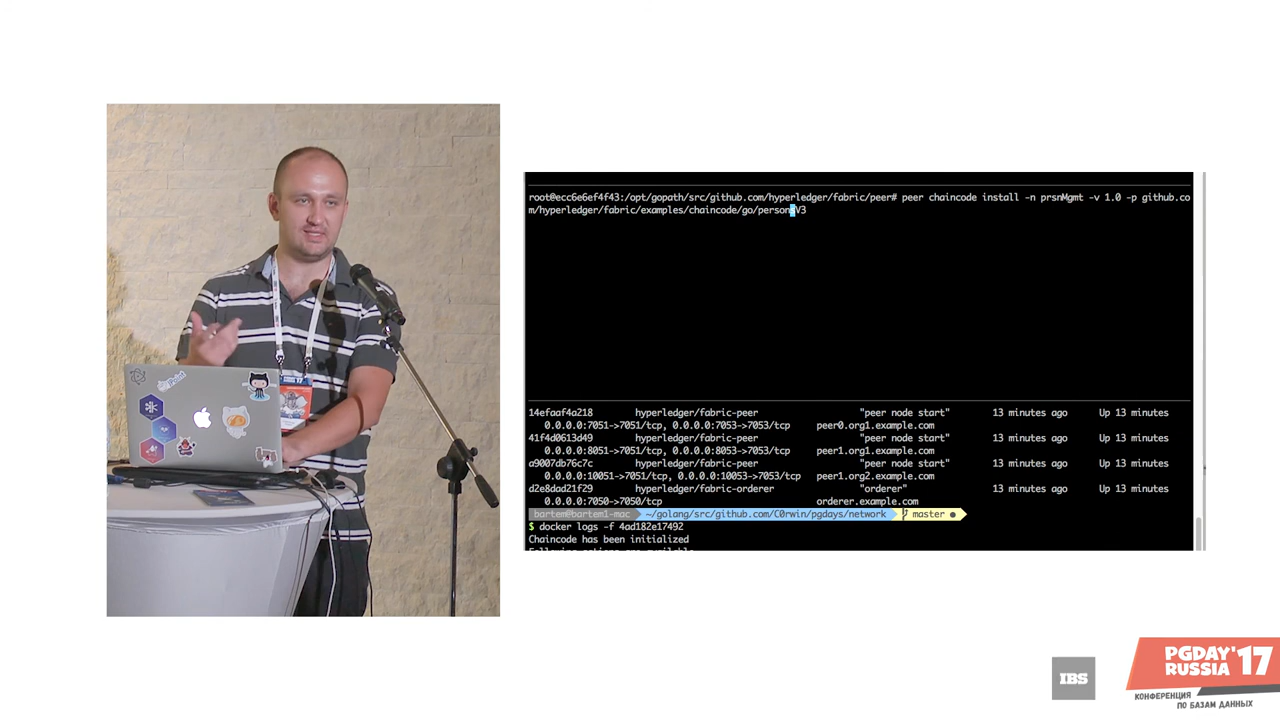 root@ecc6e6ef4f43:/opt/gopath/src/github.com/hyperledger/fabric/peer# peer chaincode install -n prsnMgmt -v 1.0 -p github.co
m/hyperledger/fabric/examples/chaincode/go/personsV3
14efaaf4a218 hyperledger/fabric-peer "peer node start" 13 minutes ago Up 13 minutes
0.0.0.0:7051->7051/tcp, 0.0.0.0:7053->7053/tcp peer0.org1.example.com
41f4d0613d49 hyperledger/fabric-peer "peer node start" 13 minutes ago Up 13 minutes
0.0.0.0:8051->7051/tcp, 0.0.0.0:8053->7053/tcp peer1.org1.example.com
a9007db76c7c hyperledger/fabric-peer "peer node start" 13 minutes ago Up 13 minutes
0.0.0.0:10051->7051/tcp, 0.0.0.0:10053->7053/tcp peer1.org2.example.com
d2e8dad21f29 hyperledger/fabric-orderer "orderer" 13 minutes ago Up 13 minutes
0.0.0.0:7050->7050/tcp orderer.example.com
bartem@bartem1-mac ~/golang/src/github.com/C0rwin/pgdays/network master ●
$ docker logs -f 4ad182e17492
Chaincode has been initialized
IBS
PGDAY'17
RUSSIA
КОНФЕРЕНЦИЯ
ПО БАЗАМ ДАННЫХ